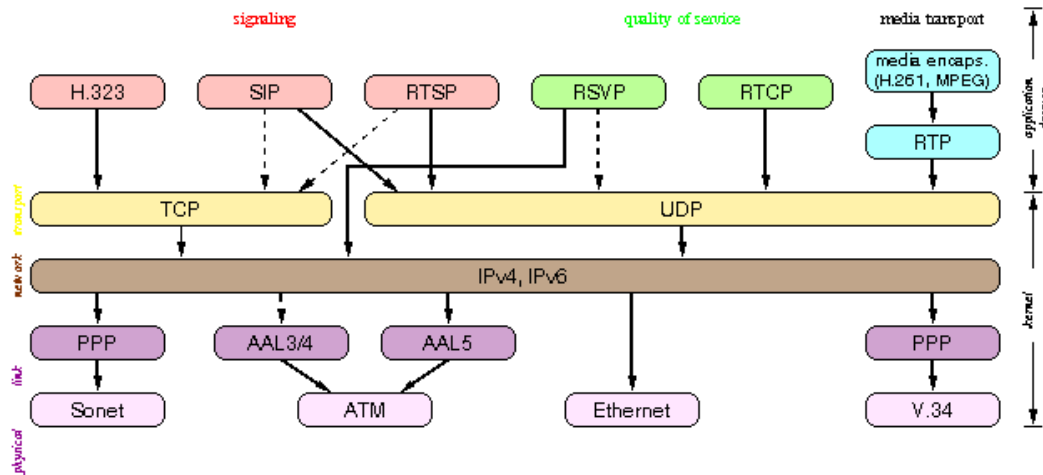 signaling
quality of service
media transport
media encaps.
(H.261, MPEG)
H.323
SIP
RTSP
RSVP
RTCP
application
RTP
TCP
UDP
transport
IPv4, IPv6
network
kernel
PPP
AAL3/4
AAL5
PPP
link
Sonet
ATM
Ethernet
V.34
physical